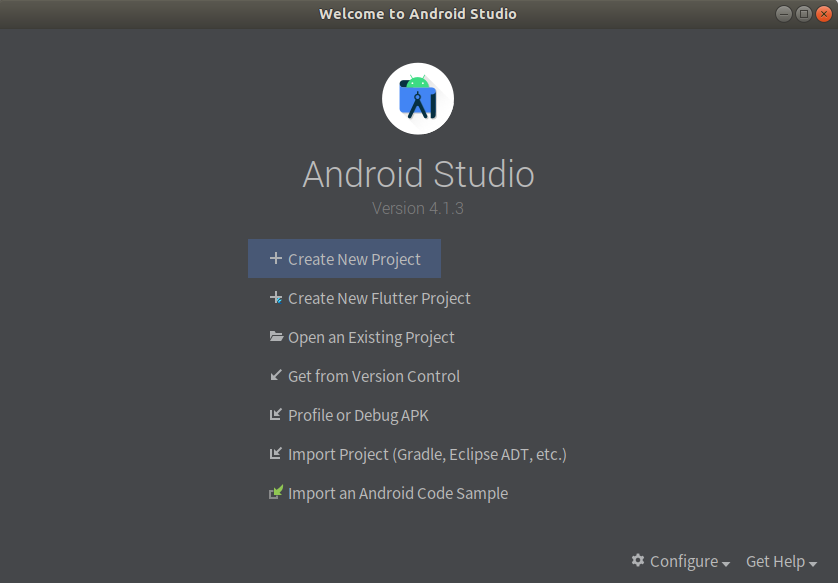 Welcome to Android Studio
Android Studio
Version 4.1.3
Create New Project
Create New Flutter Project
Open an Existing Project
Get from Version Control
Profile or Debug APK
Import Project (Gradle, Eclipse ADT, etc.)
Import an Android Code Sample
Configure Get Help